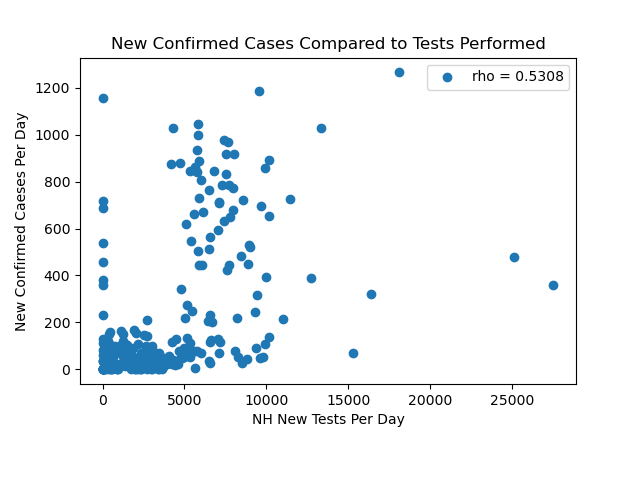 New Confirmed Cases Compared to Tests Performed
rho = 0.5308
New Confirmed Caeses Per Day
1200
1000
800
600
400
200
0
0 5000 10000 15000 20000 25000
NH New Tests Per Day